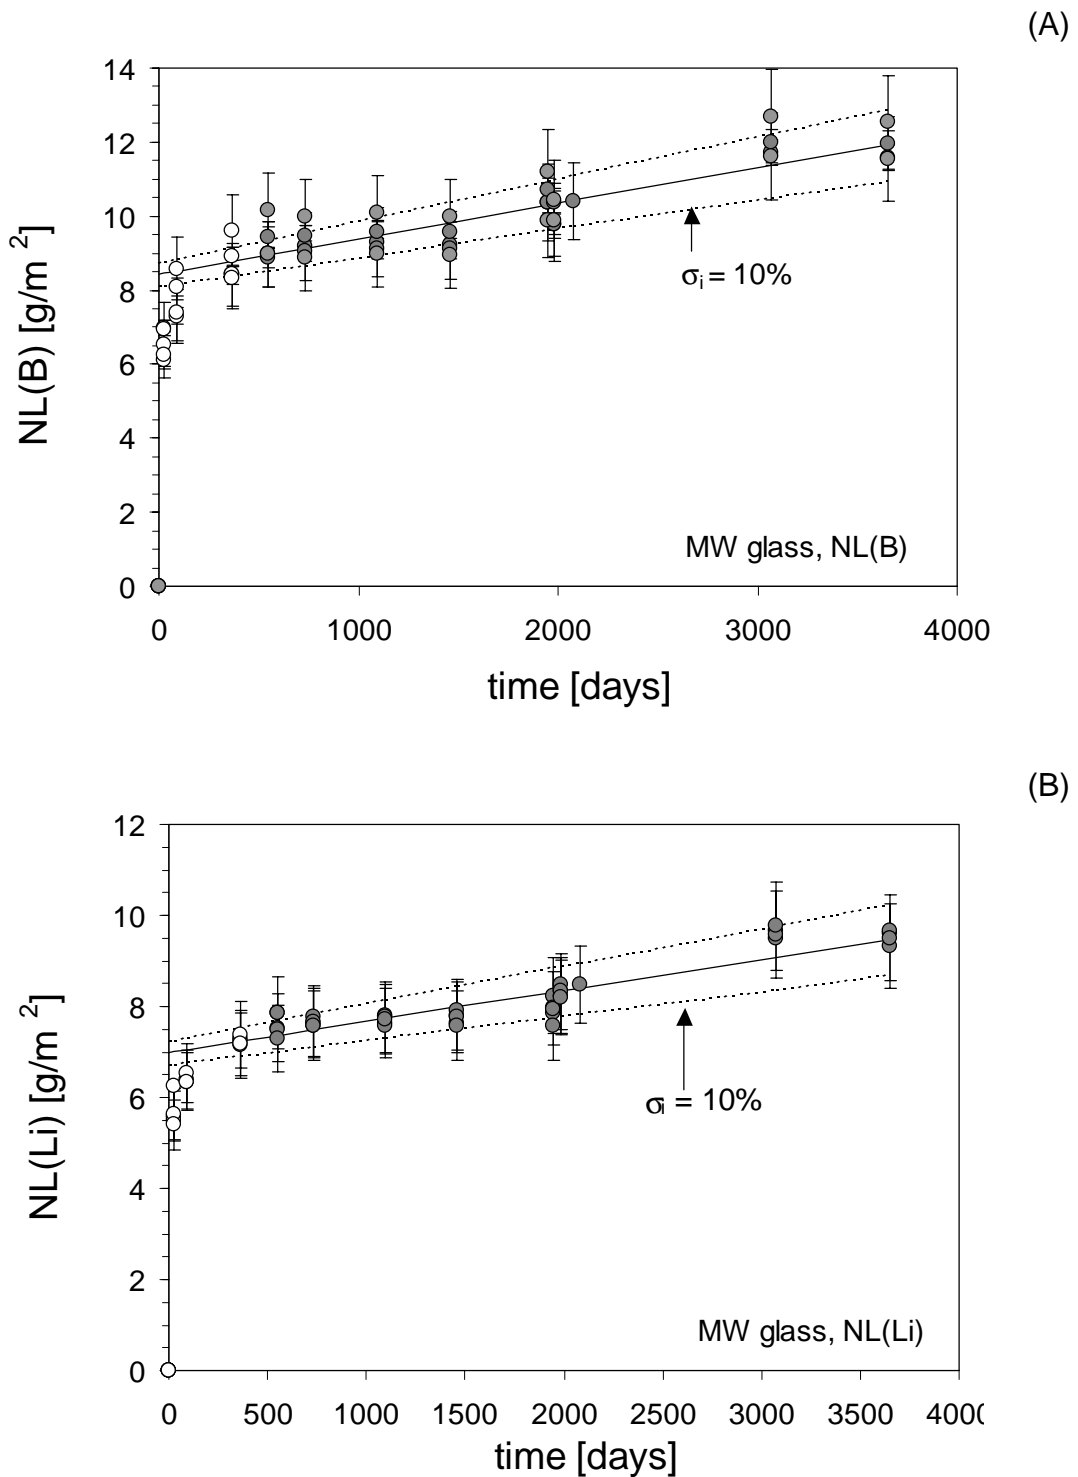 (A)
14
12
10
8
6
4
2
0
NL(B) [g/m 2]
σi = 10%
MW glass, NL(B)
0 1000 2000 3000 4000
time [days]
(B)
12
10
8
6
4
2
0
NL(Li) [g/m 2]
σi = 10%
MW glass, NL(Li)
0 500 1000 1500 2000 2500 3000 3500 4000
time [days]